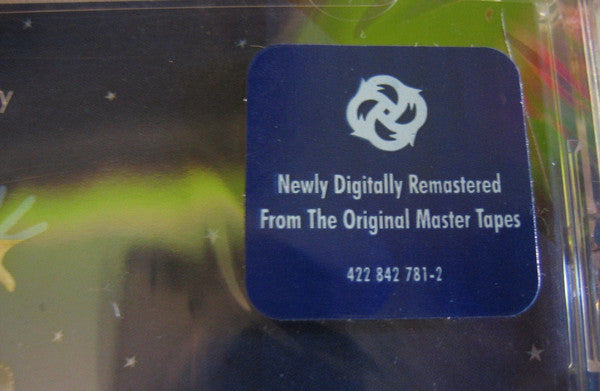 y
Newly Digitally Remastered
From The Original Master Tapes
422 842 781-2